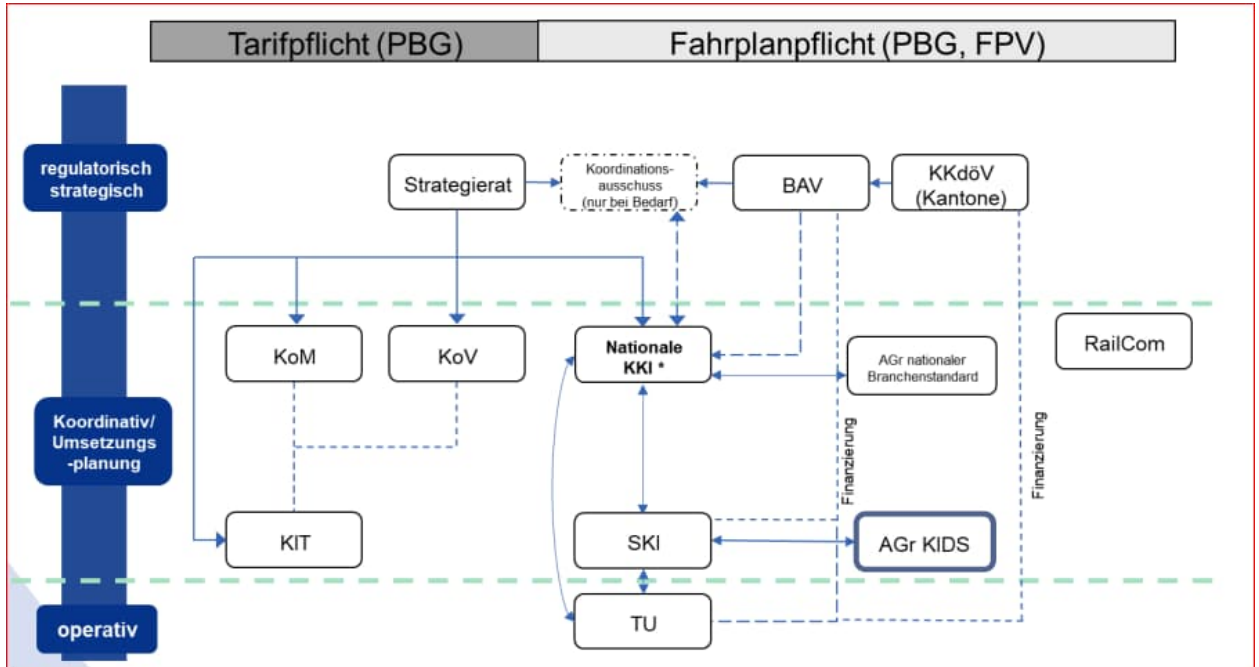 Tarifpflicht (PBG)
Fahrplanpflicht (PBG, FPV)
regulatorisch
strategisch
Strategierat
Koordinations-
ausschuss
(nur bei Bedarf)
BAV
KKdöV
(Kantone)
KoM
KoV
Nationale
KKI *
AGr nationaler
Branchenstandard
RailCom
Koordinativ/
Umsetzungs
-planung
Finanzierung
Finanzierung
KIT
SKI
AGr KIDS
operativ
TU